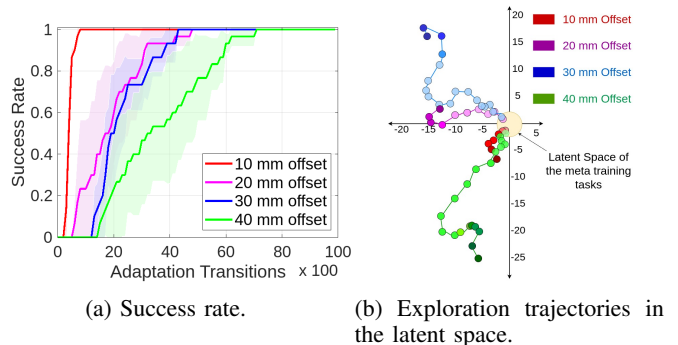 (a)
1
0.8
0.6
0.4
0.2
0
Success Rate
0 20 40 60 80 100
Adaptation Transitions x 100
10 mm offset
20 mm offset
30 mm offset
40 mm offset
(a) Success rate.
(b)
20
15
10
5
-20 -15 -10 -5 5
-5
-10
-15
-20
-25
10 mm Offset
20 mm Offset
30 mm Offset
40 mm Offset
Latent Space of
the meta training
tasks
(b) Exploration trajectories in
the latent space.